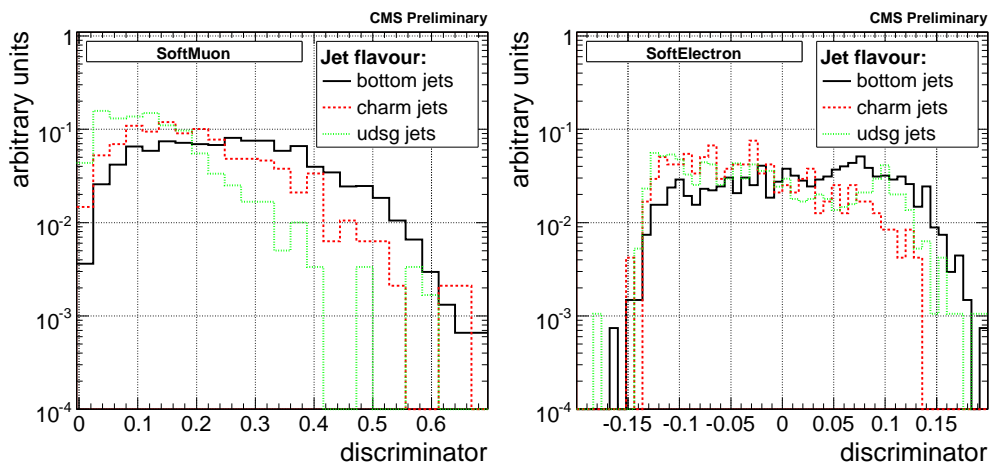 CMS Preliminary
arbitrary units
1
10-1
10-2
10-3
10-4
SoftMuon
Jet flavour:
bottom jets
charm jets
udsg jets
0 0.1 0.2 0.3 0.4 0.5 0.6
discriminator
CMS Preliminary
arbitrary units
1
10-1
10-2
10-3
10-4
SoftElectron
Jet flavour:
bottom jets
charm jets
udsg jets
-0.15 -0.1 -0.05 0 0.05 0.1 0.15
discriminator